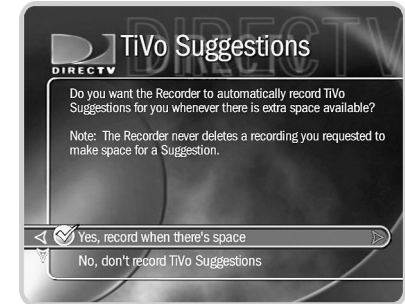 DIRECTV
TiVo Suggestions
DIRECTV
Do you want the Recorder to automatically record TiVo
Suggestions for you whenever there is extra space available?
Note: The Recorder never deletes a recording you requested to
make space for a Suggestion.
Yes, record when there's space
No, don't record TiVo Suggestions